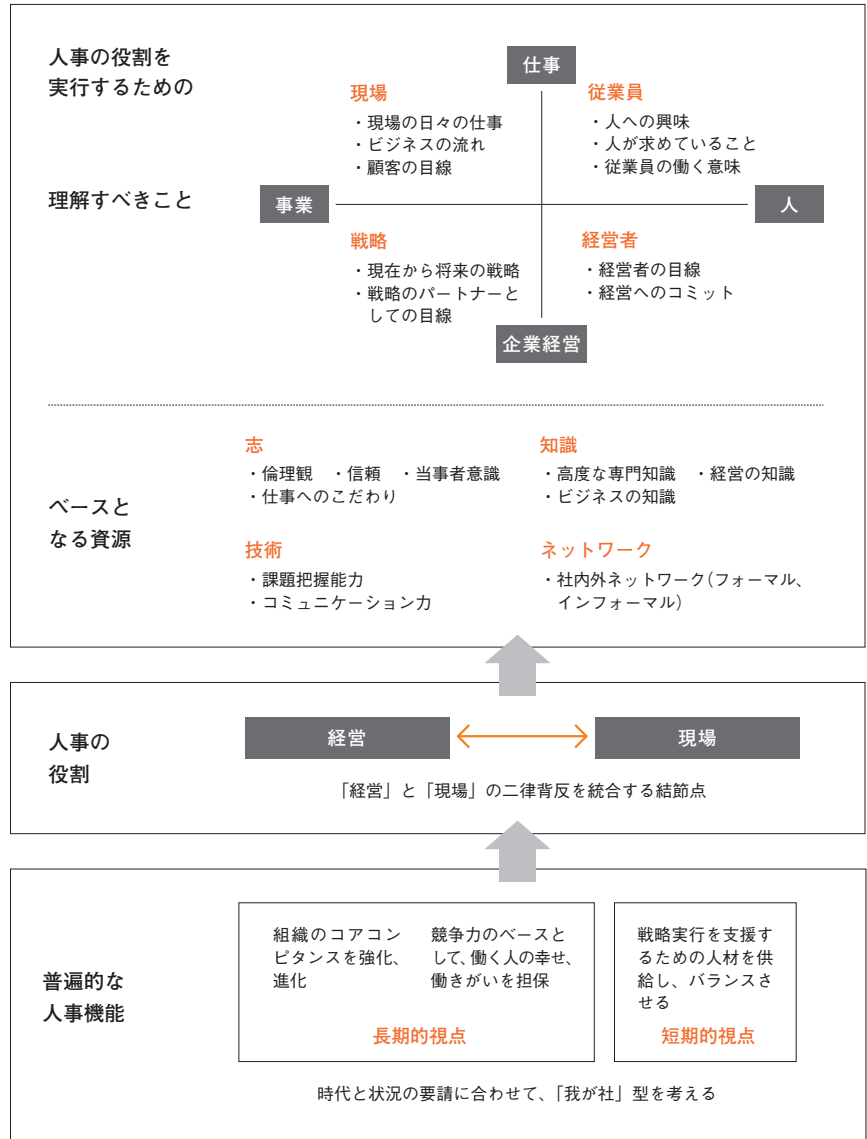 人事の役割を
実行するための
理解すべきこと
仕事
事業
人
企業経営
現場
・現場の日々の仕事
・ビジネスの流れ
・顧客の目線
従業員
・人への興味
・人が求めていること
・従業員の働く意味
戦略
・現在から将来の戦略
・戦略のパートナーと
しての目線
経営者
・経営者の目線
・経営へのコミット
ベースと
なる資源
志
・倫理観 ・信頼 ・当事者意識
・仕事へのこだわり
知識
・高度な専門知識 ・経営の知識
・ビジネスの知識
技術
・課題把握能力
・コミュニケーション力
ネットワーク
・社内外ネットワーク(フォーマル、
インフォーマル)
人事の
役割
経営
現場
「経営」と「現場」の二律背反を統合する結節点
普遍的な
人事機能
組織のコアコン
ピタンスを強化、
進化
競争力のベースと
して、働く人の幸せ、
働きがいを担保
長期的視点
戦略実行を支援す
るための人材を供
給し、バランスさ
せる
短期的視点
時代と状況の要請に合わせて、「我が社」型を考える